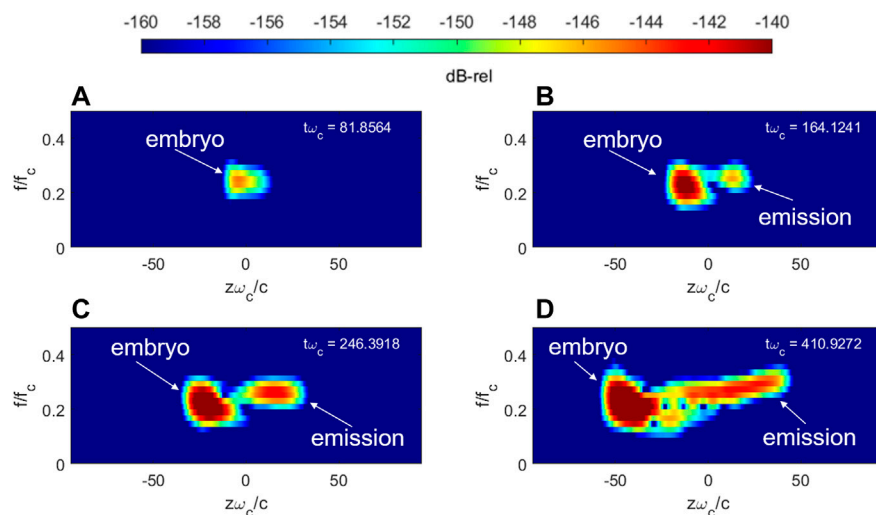 -160 -158 -156 -154 -152 -150 -148 -146 -144 -142 -140
dB-rel
A
embryo
tω_c = 81.8564
0.4
0.2
0
f/f_c
-50 0 50
zω_c/c
B
embryo
tω_c = 164.1241
emission
0.4
0.2
0
f/f_c
-50 0 50
zω_c/c
C
embryo
tω_c = 246.3918
emission
0.4
0.2
0
f/f_c
-50 0 50
zω_c/c
D
embryo
tω_c = 410.9272
emission
0.4
0.2
0
f/f_c
-50 0 50
zω_c/c